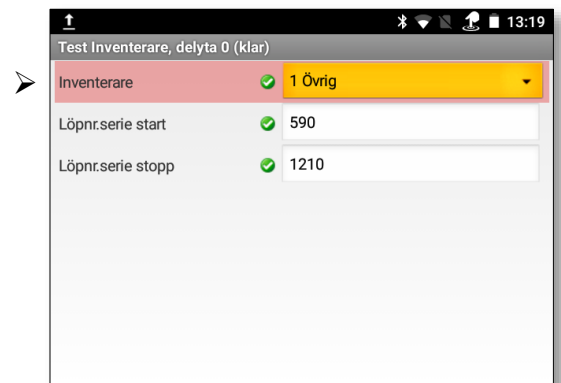 13:19
Test Inventerare, delyta 0 (klar)
Inventerare 1 Övrig
Löpnr.serie start 590
Löpnr.serie stopp 1210